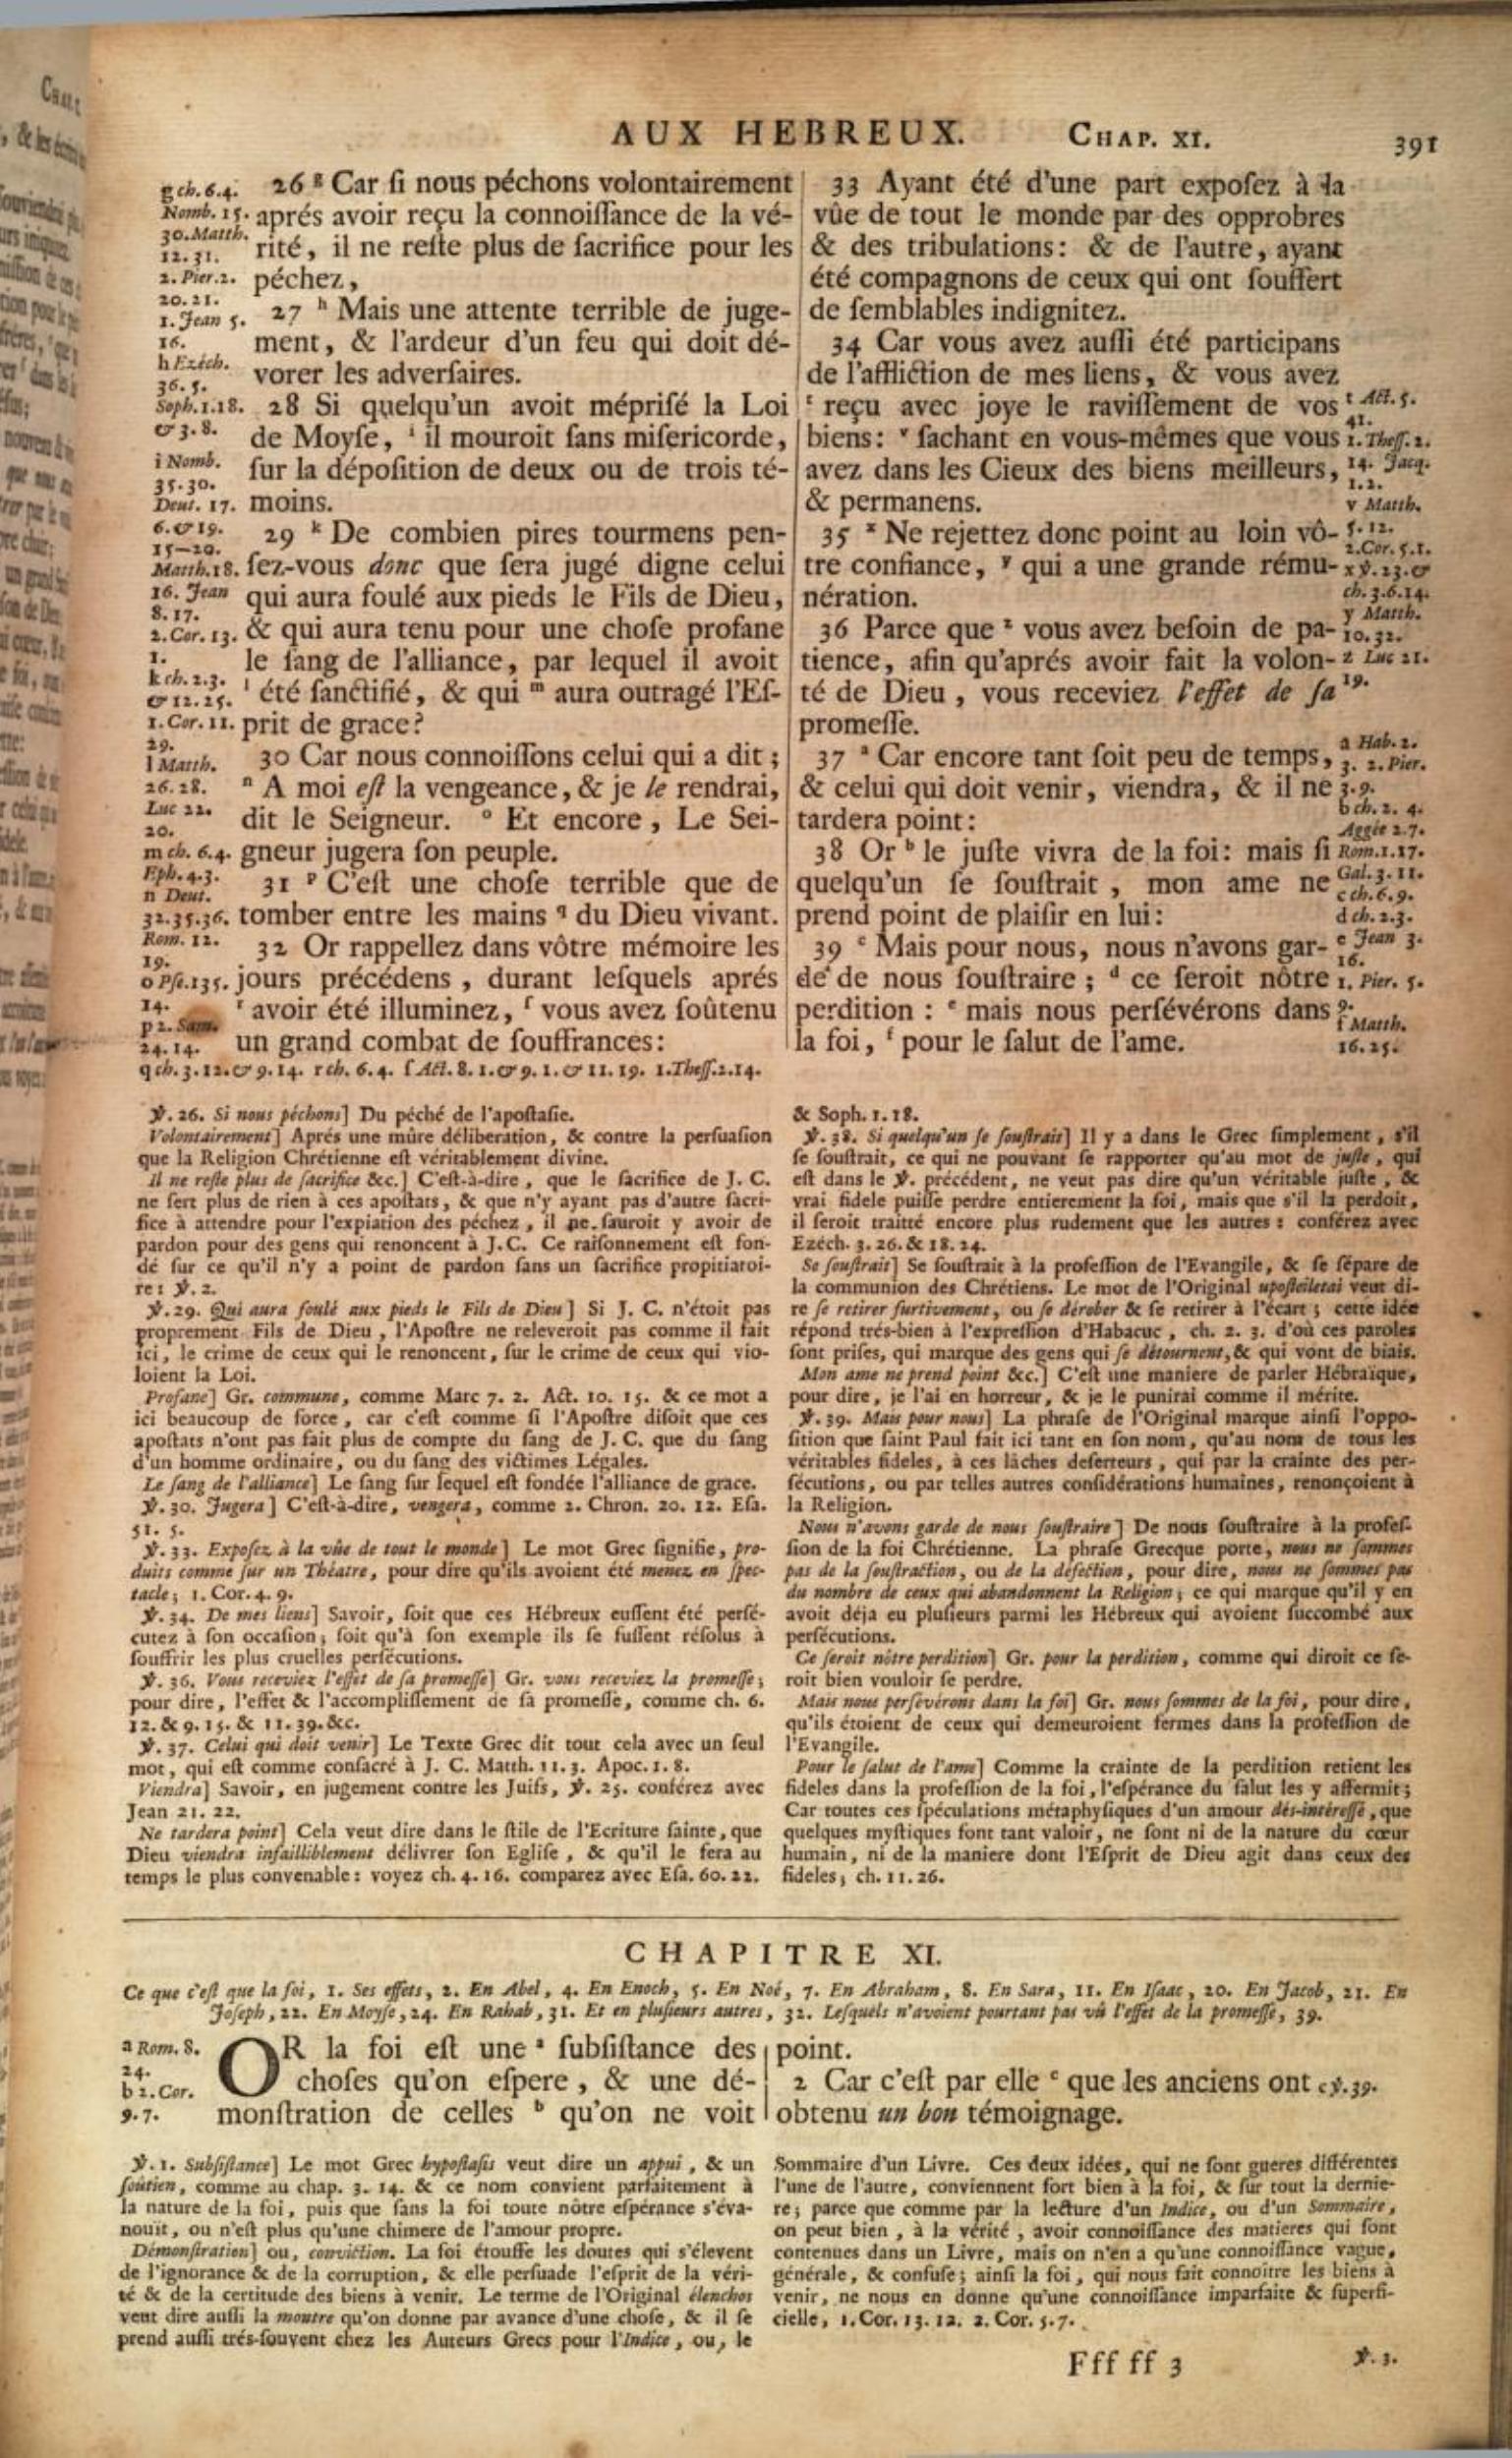 AUX HEBREUX. CHAP. XI. 391
g ch. 6.4.
Nomb. 15.
30. Matth.
12. 31.
2. Pier. 2.
20. 21.
1. Jean 5.
16.
h Ezéch.
36. 5.
Soph. 1.18.
& 3. 8.
i Nomb.
35. 30.
Deut. 17.
6. & 19.
15-20.
Matth. 18.
16. Jean
8. 17.
2. Cor. 13.
1.
k ch. 2.3.
& 12. 25.
1. Cor. 11.
29.
l Matth.
26. 28.
Luc 22.
20.
m ch. 6.4.
Eph. 4.3.
n Deut.
32.35.36.
Rom. 12.
19.
o Pse. 135.
14.
p 2. Sam.
24. 14.
26 g Car ſi nous péchons volontairement
aprés avoir reçu la connoiſſance de la vé-
rité, il ne reſte plus de ſacrifice pour les
péchez,
27 h Mais une attente terrible de juge-
ment, & l'ardeur d'un feu qui doit dé-
vorer les adverſaires.
28 Si quelqu'un avoit mépriſé la Loi
de Moyſe, i il mouroit ſans miſericorde,
ſur la dépoſition de deux ou de trois té-
moins.
29 k De combien pires tourmens pen-
ſez-vous donc que ſera jugé digne celui
qui aura foulé aux pieds le Fils de Dieu,
& qui aura tenu pour une choſe profane
le ſang de l'alliance, par lequel il avoit
l été ſanctifié, & qui m aura outragé l'Eſ-
prit de grace?
30 Car nous connoiſſons celui qui a dit;
n A moi eſt la vengeance, & je le rendrai,
dit le Seigneur. o Et encore, Le Sei-
gneur jugera ſon peuple.
31 p C'eſt une choſe terrible que de
tomber entre les mains q du Dieu vivant.
32 Or rappellez dans vôtre mémoire les
jours précédens, durant leſquels aprés
r avoir été illuminez, ſ vous avez ſoûtenu
un grand combat de ſouffrances:
q ch. 3. 12. & 9. 14. r ch. 6. 4. ſ Act. 8. 1. & 9. 1. & 11. 19. 1. Theſſ. 2. 14.
33 Ayant été d'une part expoſez à la
vûe de tout le monde par des opprobres
& des tribulations: & de l'autre, ayant
été compagnons de ceux qui ont ſouffert
de ſemblables indignitez.
34 Car vous avez auſſi été participans
de l'affliction de mes liens, & vous avez
t reçu avec joye le raviſſement de vos
biens: v ſachant en vous-mêmes que vous
avez dans les Cieux des biens meilleurs,
& permanens.
35 x Ne rejettez donc point au loin vô-
tre confiance, y qui a une grande rému-
nération.
36 Parce que z vous avez beſoin de pa-
tience, afin qu'aprés avoir fait la volon-
té de Dieu, vous receviez l'effet de ſa
promeſſe.
37 a Car encore tant ſoit peu de temps,
& celui qui doit venir, viendra, & il ne
tardera point:
38 Or b le juſte vivra de la foi: mais ſi
quelqu'un ſe ſouſtrait, mon ame ne
prend point de plaiſir en lui:
39 c Mais pour nous, nous n'avons gar-
de de nous ſouſtraire; d ce ſeroit nôtre
perdition: e mais nous perſévérons dans
la foi, f pour le ſalut de l'ame.
t Act. 5.
41.
1. Theſſ. 2.
14. Jacq.
1. 2.
v Matth.
5. 12.
2. Cor. 5. 1.
x ỳ. 23. &
ch. 3. 6. 14.
y Matth.
10. 32.
z Luc 21.
19.
a Hab. 2.
3. 2. Pier.
3. 9.
b ch. 2. 4.
Aggée 2. 7.
Rom. 1. 17.
Gal. 3. 11.
c ch. 6. 9.
d ch. 2. 3.
e Jean 3.
16.
1. Pier. 5.
9.
f Matth.
16. 25.
ỳ. 26. Si nous péchons] Du péché de l'apoſtaſie.
Volontairement] Aprés une mûre déliberation, & contre la perſuaſion
que la Religion Chrétienne eſt véritablement divine.
Il ne reſte plus de ſacrifice &c.] C'eſt-à-dire, que le ſacrifice de J. C.
ne ſert plus de rien à ces apoſtats, & que n'y ayant pas d'autre ſacri-
fice à attendre pour l'expiation des péchez, il ne ſauroit y avoir de
pardon pour des gens qui renoncent à J. C. Ce raiſonnement eſt fon-
dé ſur ce qu'il n'y a point de pardon ſans un ſacrifice propitiatoi-
re: ỳ. 2.
ỳ. 29. Qui aura foulé aux pieds le Fils de Dieu] Si J. C. n'étoit pas
proprement Fils de Dieu, l'Apoſtre ne releveroit pas comme il fait
ici, le crime de ceux qui le renoncent, ſur le crime de ceux qui vio-
loient la Loi.
Profane] Gr. commune, comme Marc 7. 2. Act. 10. 15. & ce mot a
ici beaucoup de force, car c'eſt comme ſi l'Apoſtre diſoit que ces
apoſtats n'ont pas fait plus de compte du ſang de J. C. que du ſang
d'un homme ordinaire, ou du ſang des victimes Légales.
Le ſang de l'alliance] Le ſang ſur lequel eſt fondée l'alliance de grace.
ỳ. 30. Jugera] C'eſt-à-dire, vengera, comme 2. Chron. 20. 12. Eſa.
51. 5.
ỳ. 33. Expoſez à la vûe de tout le monde] Le mot Grec ſignifie, pro-
duits comme ſur un Théatre, pour dire qu'ils avoient été menez en ſpec-
tacle; 1. Cor. 4. 9.
ỳ. 34. De mes liens] Savoir, ſoit que ces Hébreux euſſent été perſé-
cutez à ſon occaſion; ſoit qu'à ſon exemple ils ſe fuſſent réſolus à
ſouffrir les plus cruelles perſécutions.
ỳ. 36. Vous receviez l'effet de ſa promeſſe] Gr. vous receviez la promeſſe;
pour dire, l'effet & l'accompliſſement de ſa promeſſe, comme ch. 6.
12. & 9. 15. & 11. 39. &c.
ỳ. 37. Celui qui doit venir] Le Texte Grec dit tout cela avec un ſeul
mot, qui eſt comme conſacré à J. C. Matth. 11. 3. Apoc. 1. 8.
Viendra] Savoir, en jugement contre les Juifs, ỳ. 25. conférez avec
Jean 21. 22.
Ne tardera point] Cela veut dire dans le ſtile de l'Ecriture ſainte, que
Dieu viendra infailliblement délivrer ſon Egliſe, & qu'il le fera au
temps le plus convenable: voyez ch. 4. 16. comparez avec Eſa. 60. 22.
& Soph. 1. 18.
ỳ. 38. Si quelqu'un ſe ſouſtrait] Il y a dans le Grec ſimplement, s'il
ſe ſouſtrait, ce qui ne pouvant ſe rapporter qu'au mot de juſte, qui
eſt dans le ỳ. précédent, ne veut pas dire qu'un véritable juſte, &
vrai fidele puiſſe perdre entierement la foi, mais que s'il la perdoit,
il ſeroit traitté encore plus rudement que les autres: conférez avec
Ezéch. 3. 26. & 18. 24.
Se ſouſtrait] Se ſouſtrait à la profeſſion de l'Evangile, & ſe ſépare de
la communion des Chrétiens. Le mot de l'Original upoſteiletai veut di-
re ſe retirer furtivement, ou ſe dérober & ſe retirer à l'écart; cette idée
répond trés-bien à l'expreſſion d'Habacuc, ch. 2. 3. d'où ces paroles
ſont priſes, qui marque des gens qui ſe détournent, & qui vont de biais.
Mon ame ne prend point &c.] C'eſt une maniere de parler Hébraïque,
pour dire, je l'ai en horreur, & je le punirai comme il mérite.
ỳ. 39. Mais pour nous] La phraſe de l'Original marque ainſi l'oppo-
ſition que ſaint Paul fait ici tant en ſon nom, qu'au nom de tous les
véritables fideles, à ces lâches deſerteurs, qui par la crainte des per-
ſécutions, ou par telles autres conſidérations humaines, renonçoient à
la Religion.
Nous n'avons garde de nous ſouſtraire] De nous ſouſtraire à la profeſ-
ſion de la foi Chrétienne. La phraſe Grecque porte, nous ne ſommes
pas de la ſouſtraction, ou de la défection, pour dire, nous ne ſommes pas
du nombre de ceux qui abandonnent la Religion; ce qui marque qu'il y en
avoit déja eu pluſieurs parmi les Hébreux qui avoient ſuccombé aux
perſécutions.
Ce ſeroit nôtre perdition] Gr. pour la perdition, comme qui diroit ce ſe-
roit bien vouloir ſe perdre.
Mais nous perſévérons dans la foi] Gr. nous ſommes de la foi, pour dire,
qu'ils étoient de ceux qui demeuroient fermes dans la profeſſion de
l'Evangile.
Pour le ſalut de l'ame] Comme la crainte de la perdition retient les
fideles dans la profeſſion de la foi, l'eſpérance du ſalut les y affermit;
Car toutes ces ſpéculations métaphyſiques d'un amour dés-intéreſſé, que
quelques myſtiques font tant valoir, ne ſont ni de la nature du cœur
humain, ni de la maniere dont l'Eſprit de Dieu agit dans ceux des
fideles; ch. 11. 26.
CHAPITRE XI.
Ce que c'eſt que la foi, 1. Ses effets, 2. En Abel, 4. En Enoch, 5. En Noé, 7. En Abraham, 8. En Sara, 11. En Iſaac, 20. En Jacob, 21. En
Joſeph, 22. En Moyſe, 24. En Rahab, 31. Et en pluſieurs autres, 32. Leſquels n'avoient pourtant pas vû l'effet de la promeſſe, 39.
a Rom. 8.
24.
b 2. Cor.
9. 7.
OR la foi eſt une a ſubſiſtance des
choſes qu'on eſpere, & une dé-
monſtration de celles b qu'on ne voit
point.
2 Car c'eſt par elle c que les anciens ont
obtenu un bon témoignage.
c ỳ. 39.
ỳ. 1. Subſiſtance] Le mot Grec hypoſtaſis veut dire un appui, & un
ſoûtien, comme au chap. 3. 14. & ce nom convient parfaitement à
la nature de la foi, puis que ſans la foi toute nôtre eſpérance s'éva-
nouït, ou n'eſt plus qu'une chimere de l'amour propre.
Démonſtration] ou, conviction. La foi étouffe les doutes qui s'élevent
de l'ignorance & de la corruption, & elle perſuade l'eſprit de la véri-
té & de la certitude des biens à venir. Le terme de l'Original élenchos
veut dire auſſi la montre qu'on donne par avance d'une choſe, & il ſe
prend auſſi trés-ſouvent chez les Auteurs Grecs pour l'Indice, ou, le
Sommaire d'un Livre. Ces deux idées, qui ne ſont gueres différentes
l'une de l'autre, conviennent fort bien à la foi, & ſur tout la dernie-
re; parce que comme par la lecture d'un Indice, ou d'un Sommaire,
on peut bien, à la vérité, avoir connoiſſance des matieres qui ſont
contenues dans un Livre, mais on n'en a qu'une connoiſſance vague,
générale, & confuſe; ainſi la foi, qui nous fait connoître les biens à
venir, ne nous en donne qu'une connoiſſance imparfaite & ſuperfi-
cielle, 1. Cor. 13. 12. 2. Cor. 5. 7.
Fff ff 3
ỳ. 3.